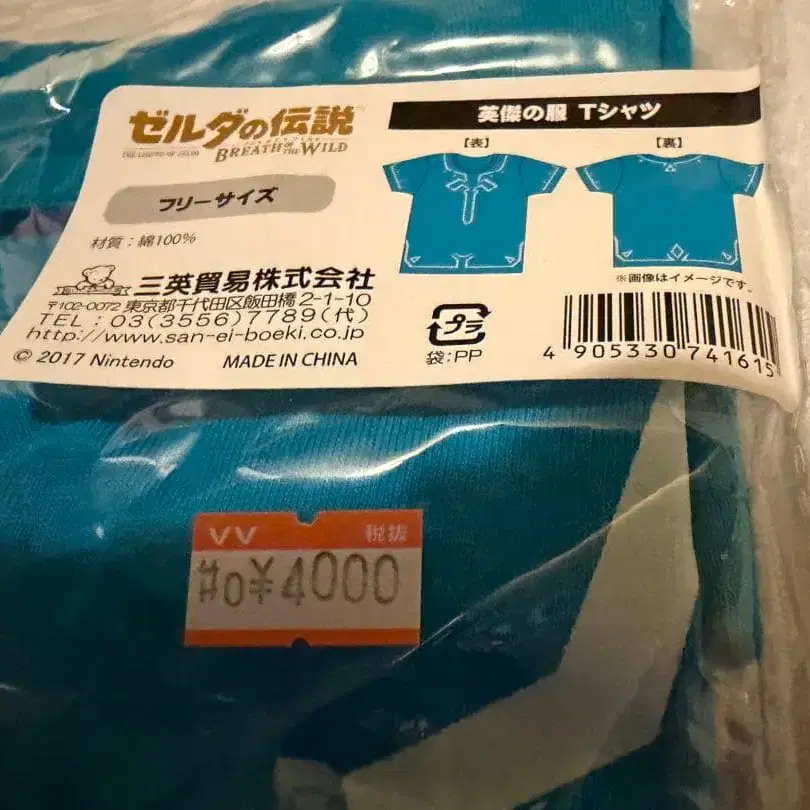 ゼルダの伝説
THE LEGEND OF ZELDA
BREATH OF THE WILD
フリーサイズ
材質：綿100%
三英貿易株式会社
〒102-0072 東京都千代田区飯田橋 2-1-10
TEL：03(3556)7789(代)
http://www.san-ei-boeki.co.jp
© 2017 Nintendo MADE IN CHINA
英傑の服 Tシャツ
【表】 【裏】
※画像はイメージです。
プラ
袋:PP
4 905330 741615
VV 税抜
¥4000